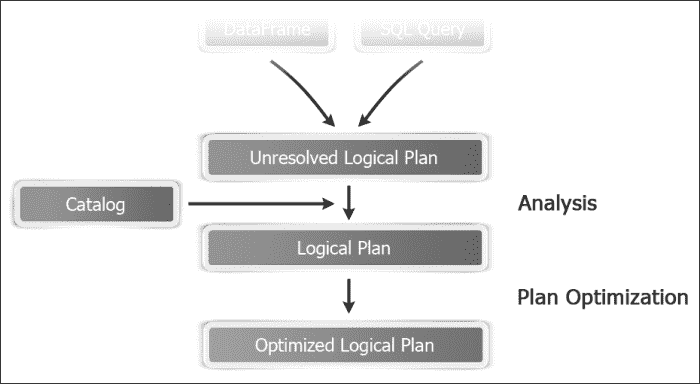 DataFrame
SQL Query
Unresolved Logical Plan
Catalog
Analysis
Logical Plan
Plan Optimization
Optimized Logical Plan